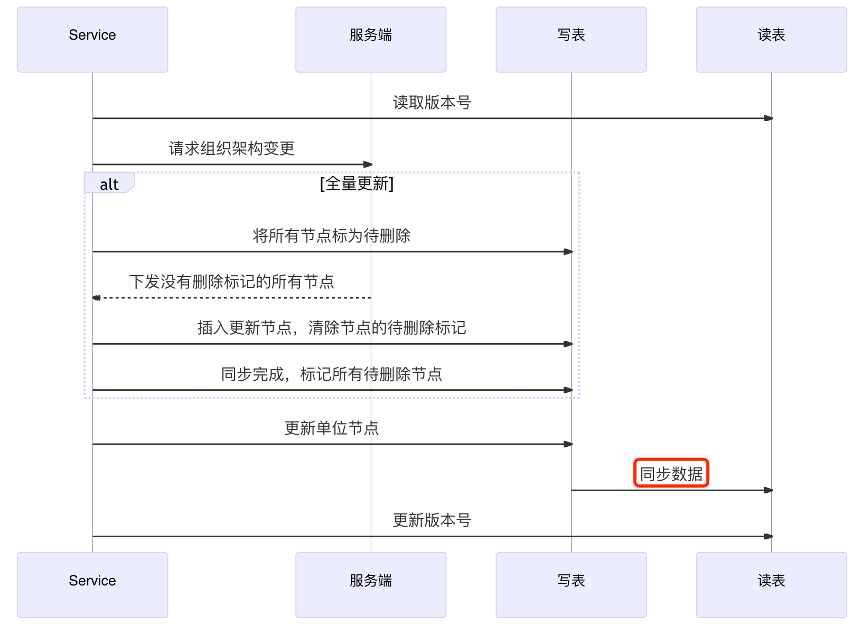 Service
服务端
写表
读表
读取版本号
请求组织架构变更
alt
[全量更新]
将所有节点标为待删除
下发没有删除标记的所有节点
插入更新节点，清除节点的待删除标记
同步完成，标记所有待删除节点
更新单位节点
同步数据
更新版本号
Service
服务端
写表
读表